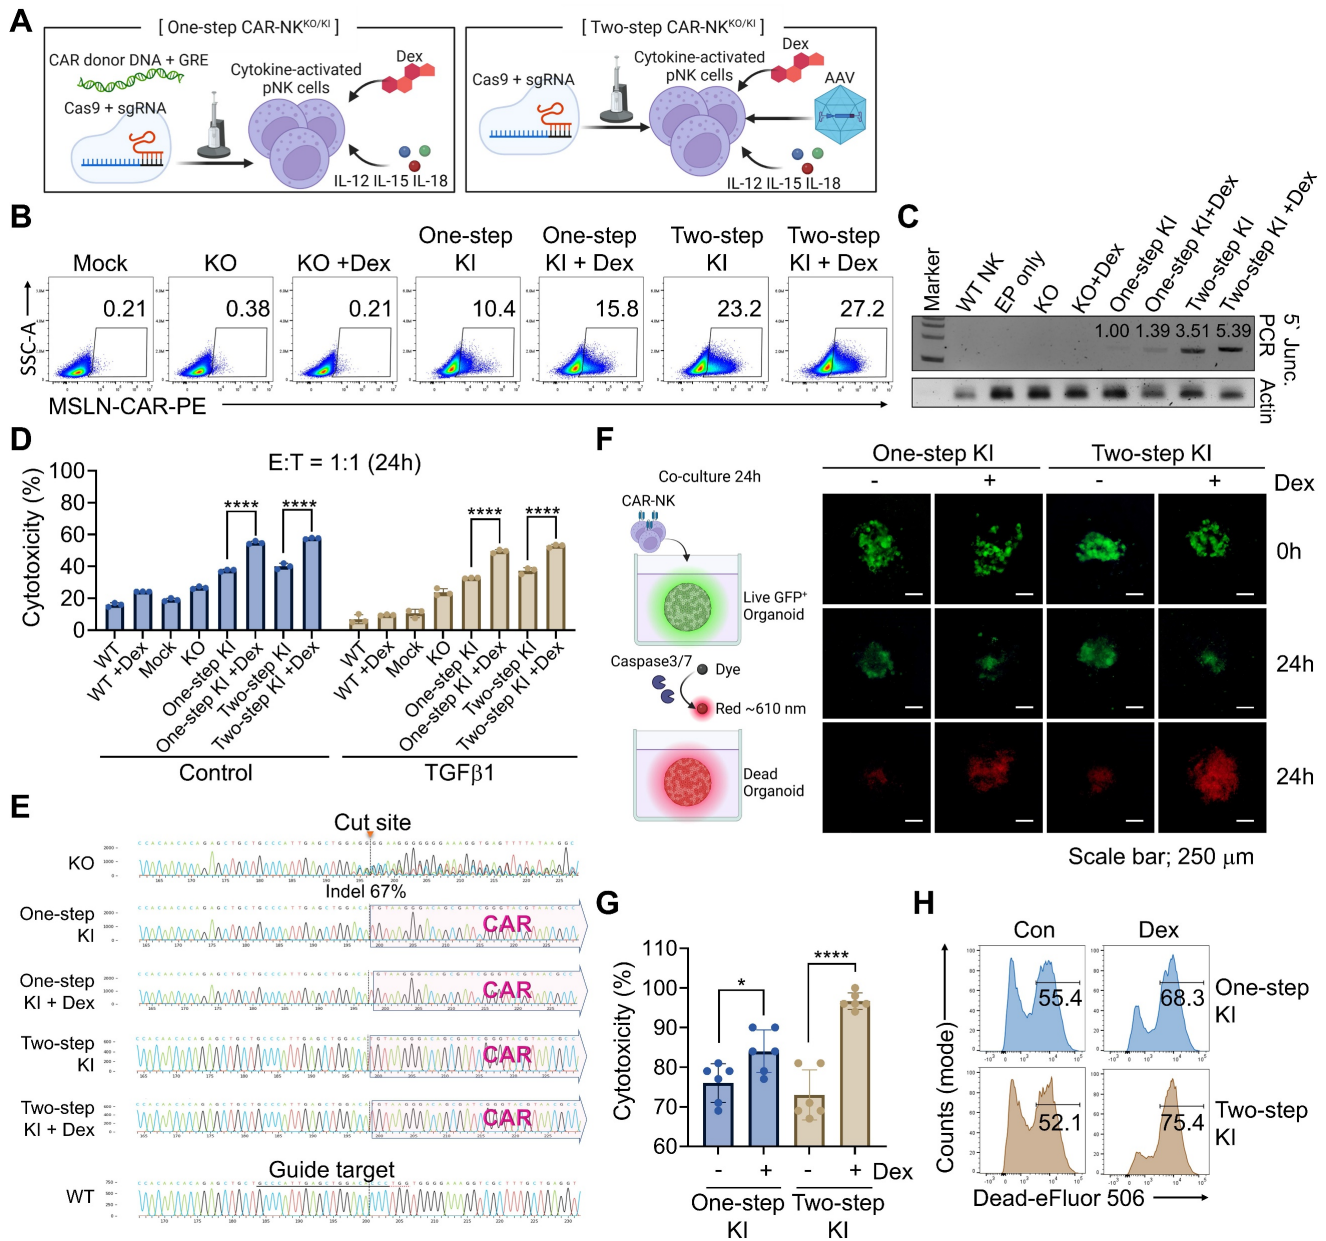 A
[ One-step CAR-NKKO/KI ]
CAR donor DNA + GRE
Cas9 + sgRNA
Cytokine-activated
pNK cells
Dex
IL-12 IL-15 IL-18
[ Two-step CAR-NKKO/KI ]
Cas9 + sgRNA
Cytokine-activated
pNK cells
Dex
AAV
IL-12 IL-15 IL-18
B
Mock
KO
KO +Dex
One-step
KI
One-step
KI + Dex
Two-step
KI
Two-step
KI + Dex
0.21
0.38
0.21
10.4
15.8
23.2
27.2
SSC-A
MSLN-CAR-PE
C
Marker
WT NK
EP only
KO
KO+Dex
One-step KI
One-step KI+Dex
Two-step KI
Two-step KI +Dex
1.00 1.39 3.51 5.39
5` Junc.
PCR
Actin
D
E:T = 1:1 (24h)
Cytotoxicity (%)
100
80
60
40
20
0
**** **** **** ****
WT
WT +Dex
Mock
KO
One-step KI
One-step KI +Dex
Two-step KI
Two-step KI +Dex
WT
WT +Dex
Mock
KO
One-step KI
One-step KI +Dex
Two-step KI
Two-step KI +Dex
Control
TGFβ1
E
Cut site
KO
Indel 67%
One-step
KI
CAR
One-step
KI + Dex
CAR
Two-step
KI
CAR
Two-step
KI + Dex
CAR
Guide target
WT
F
Co-culture 24h
CAR-NK
Live GFP+
Organoid
Caspase3/7
Dye
Red ~610 nm
Dead
Organoid
One-step KI
Two-step KI
- + - + Dex
0h
24h
24h
Scale bar; 250 μm
G
Cytotoxicity (%)
110
100
90
80
70
60
*
****
- + - + Dex
One-step
KI
Two-step
KI
H
Con
Dex
55.4
68.3
One-step
KI
52.1
75.4
Two-step
KI
Counts (mode)
Dead-eFluor 506